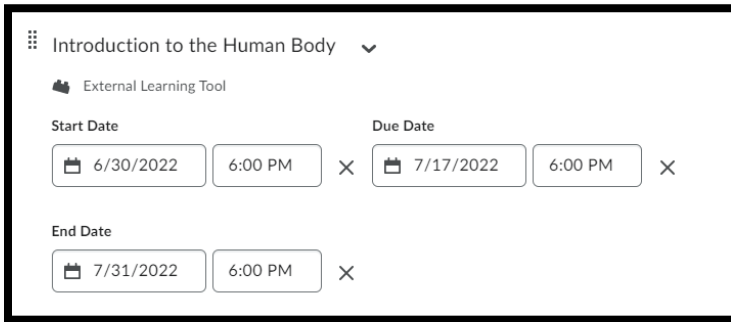 Introduction to the Human Body
External Learning Tool
Start Date Due Date
6/30/2022 6:00 PM 7/17/2022 6:00 PM
End Date
7/31/2022 6:00 PM